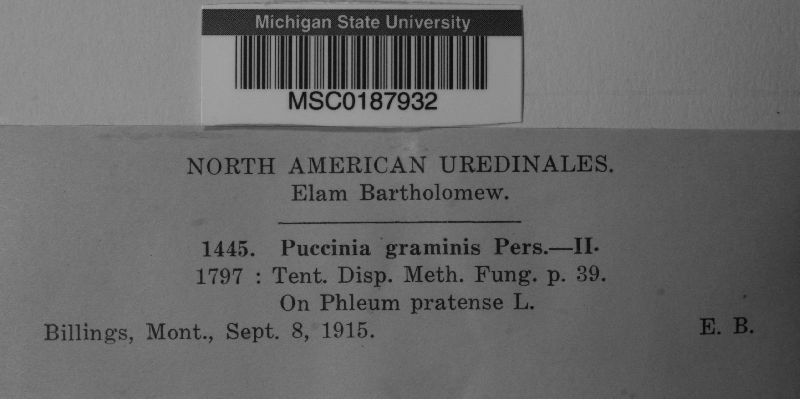 Michigan State University
MSC0187932
NORTH AMERICAN UREDINALES.
Elam Bartholomew.
1445. Puccinia graminis Pers.—II.
1797 : Tent. Disp. Meth. Fung. p. 39.
On Phleum pratense L.
Billings, Mont., Sept. 8, 1915. E. B.